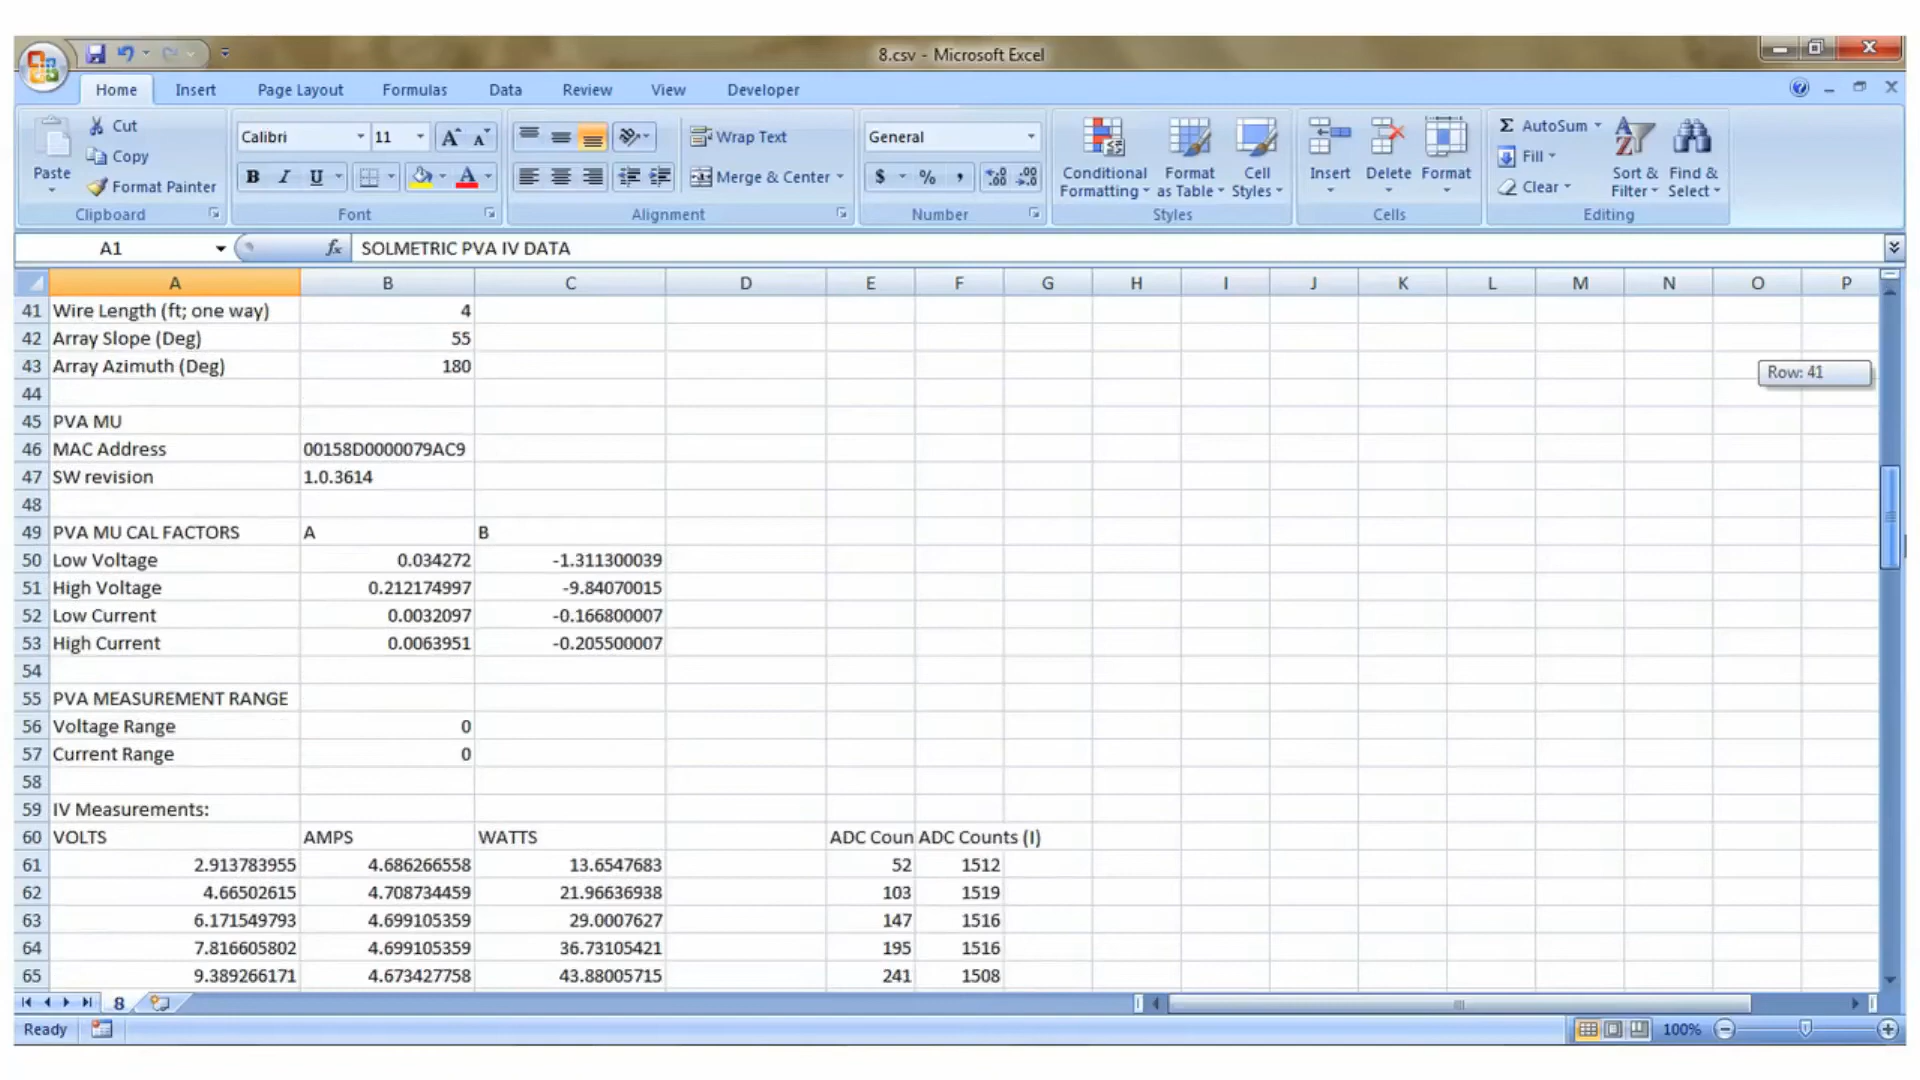 8.csv - Microsoft Excel
Home Insert Page Layout Formulas Data Review View Developer
Paste
Cut
Copy
Format Painter
Clipboard
Calibri 11
B I U
Font
Wrap Text
Merge & Center
Alignment
General
$ % ,
Number
Conditional Formatting
Format as Table
Cell Styles
Styles
Insert Delete Format
Cells
Σ AutoSum
Fill
Clear
Sort & Filter
Find & Select
Editing
A1 fx SOLMETRIC PVA IV DATA
A B C D E F G H I J K L M N O P
41 Wire Length (ft; one way) 4
42 Array Slope (Deg) 55
43 Array Azimuth (Deg) 180
Row: 41
44
45 PVA MU
46 MAC Address 00158D0000079AC9
47 SW revision 1.0.3614
48
49 PVA MU CAL FACTORS A B
50 Low Voltage 0.034272 -1.311300039
51 High Voltage 0.212174997 -9.84070015
52 Low Current 0.0032097 -0.166800007
53 High Current 0.0063951 -0.205500007
54
55 PVA MEASUREMENT RANGE
56 Voltage Range 0
57 Current Range 0
58
59 IV Measurements:
60 VOLTS AMPS WATTS ADC Coun ADC Counts (I)
61 2.913783955 4.686266558 13.6547683 52 1512
62 4.66502615 4.708734459 21.96636938 103 1519
63 6.171549793 4.699105359 29.0007627 147 1516
64 7.816605802 4.699105359 36.73105421 195 1516
65 9.389266171 4.673427758 43.88005715 241 1508
8
Ready 100%